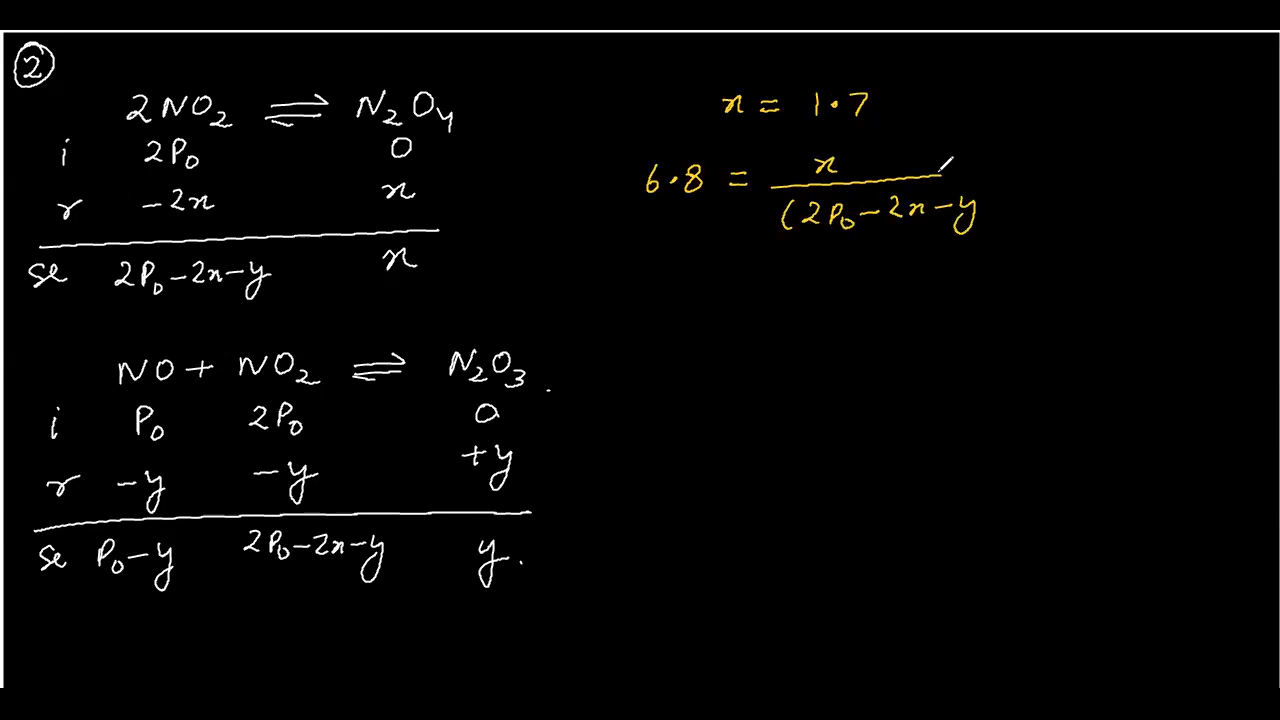 ②
2NO₂ ⇌ N₂O₄
i 2P₀ 0
r -2x x
se 2P₀-2x-y x
NO + NO₂ ⇌ N₂O₃.
i P₀ 2P₀ 0
r -y -y +y
se P₀-y 2P₀-2x-y y.
x = 1.7
6.8 = x / (2P₀-2x-y